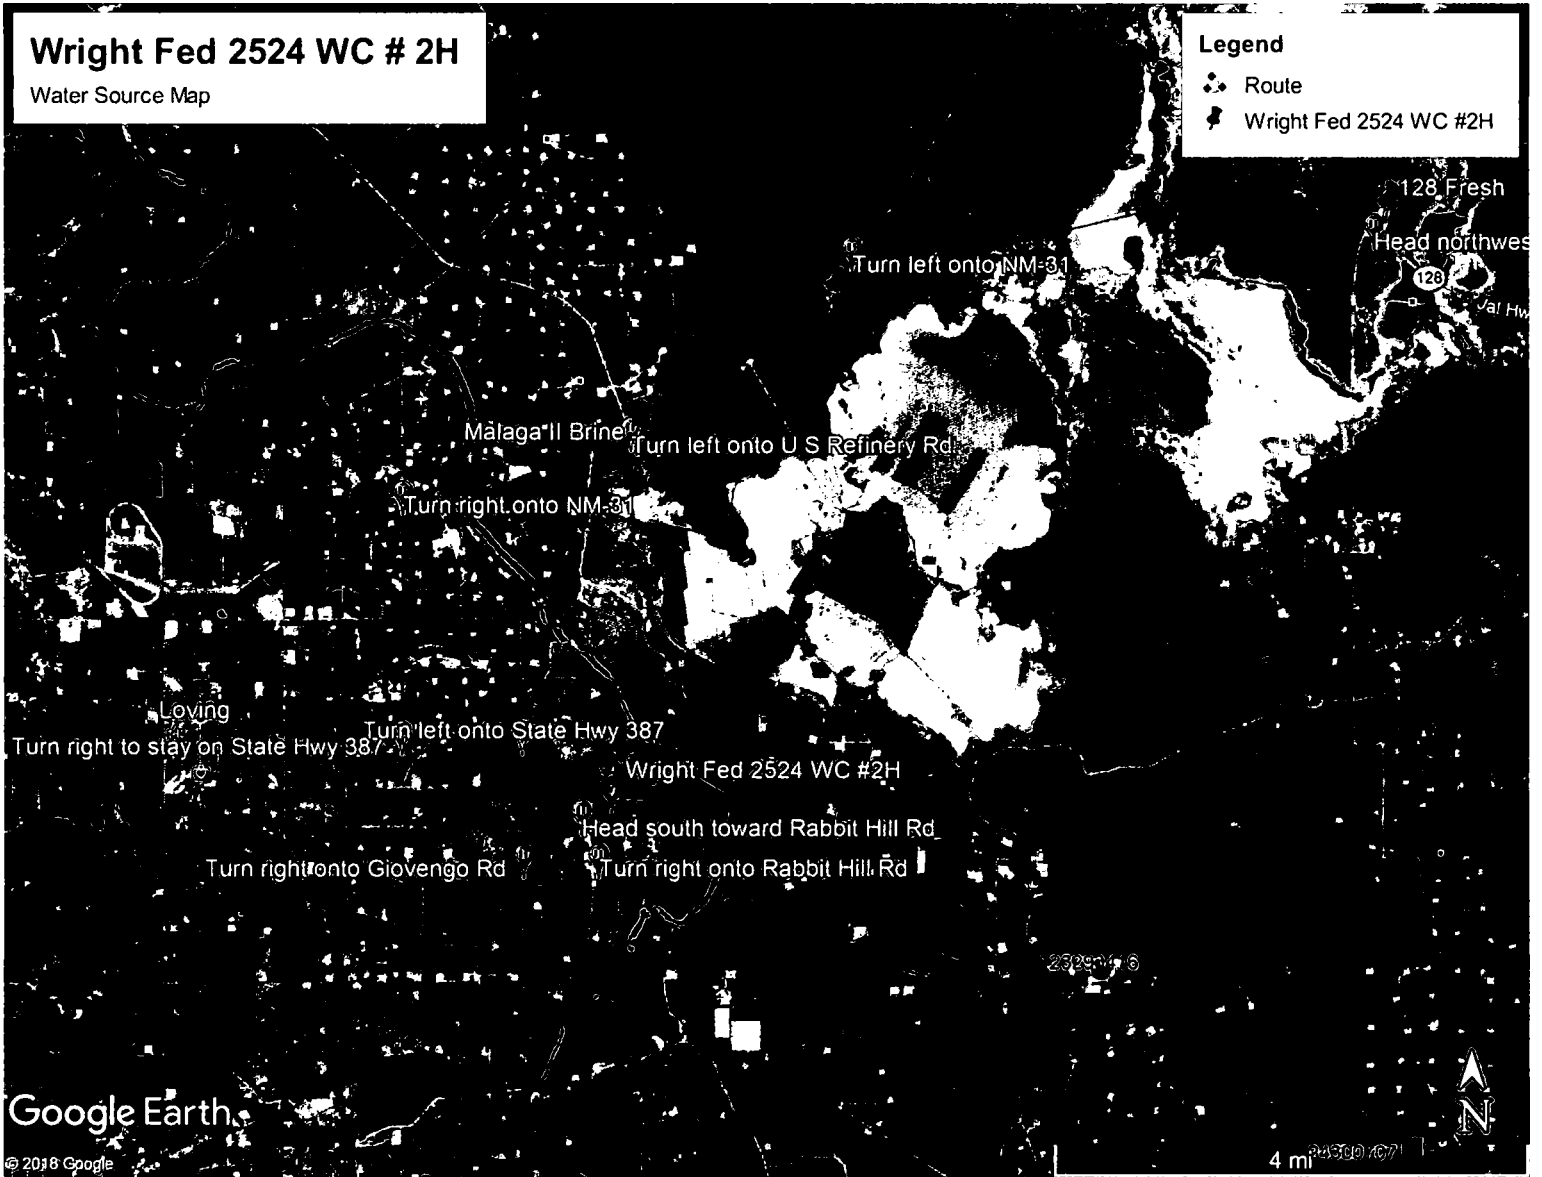 Wright Fed 2524 WC # 2H
Water Source Map
Legend
Route
Wright Fed 2524 WC #2H
128 Fresh
Turn left onto NM-31
Head northwes
128
Jal Hw
Malaga II Brine
Turn left onto U S Refinery Rd
Turn right onto NM-31
Loving
Turn left onto State Hwy 387
Turn right to stay on State Hwy 387
Wright Fed 2524 WC #2H
Head south toward Rabbit Hill Rd
Turn right onto Giovengo Rd
Turn right onto Rabbit Hill Rd
Google Earth
N
© 2018 Google
4 mi